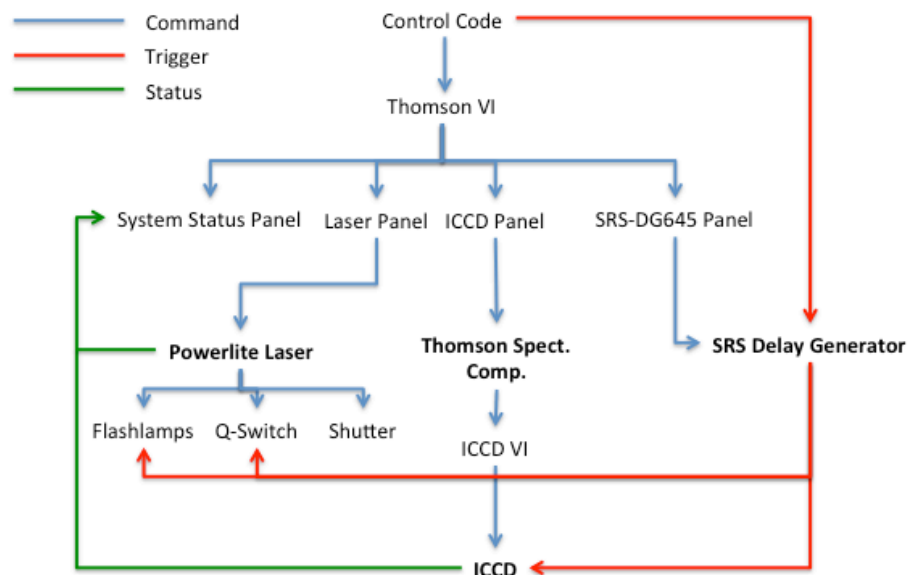 Command
Trigger
Status
Control Code
Thomson VI
System Status Panel
Laser Panel
ICCD Panel
SRS-DG645 Panel
Powerlite Laser
Thomson Spect.
Comp.
SRS Delay Generator
Flashlamps
Q-Switch
Shutter
ICCD VI
ICCD